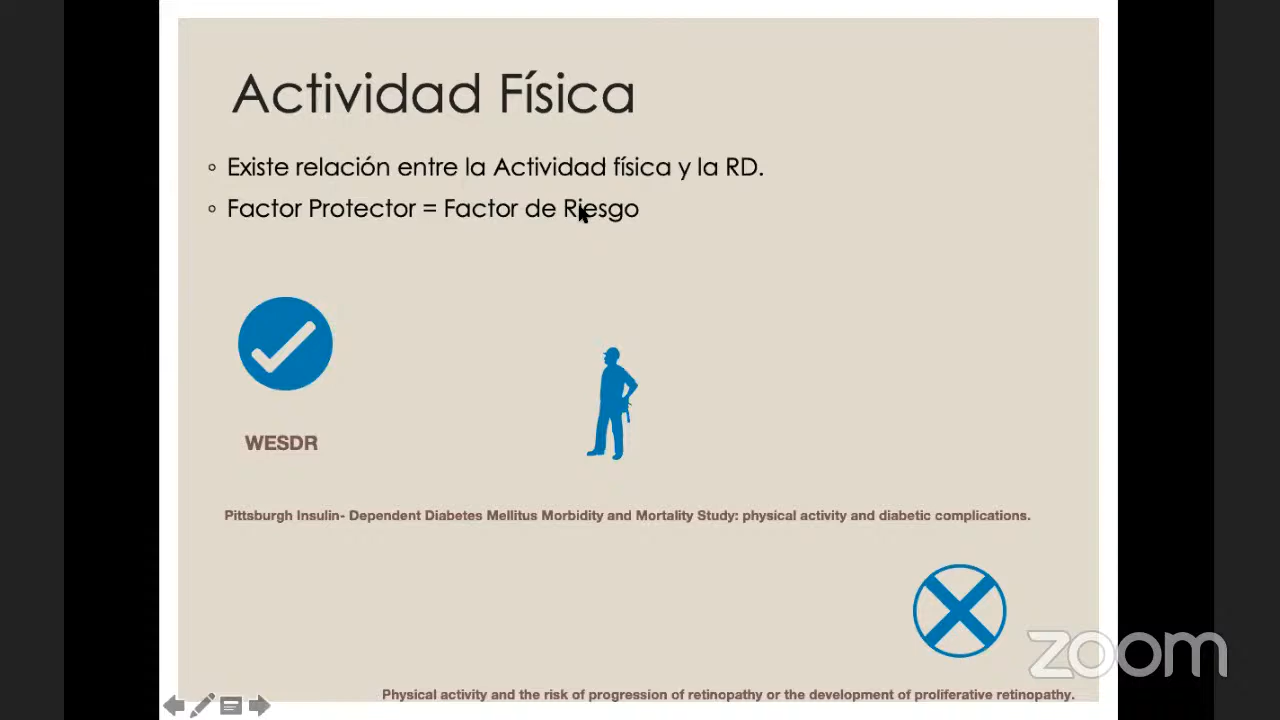 Actividad Física
Existe relación entre la Actividad física y la RD.
Factor Protector = Factor de Riesgo
WESDR
Pittsburgh Insulin- Dependent Diabetes Mellitus Morbidity and Mortality Study: physical activity and diabetic complications.
zoom
Physical activity and the risk of progression of retinopathy or the development of proliferative retinopathy.